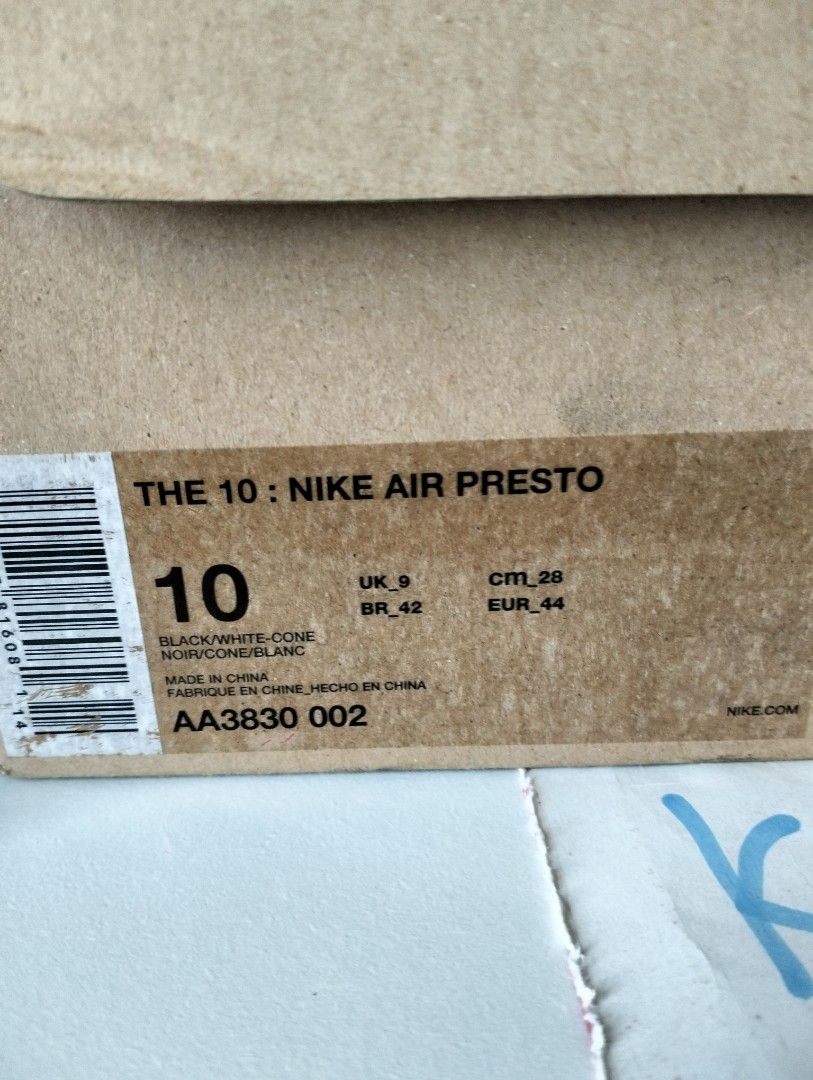 THE 10 : NIKE AIR PRESTO
10
UK_9 cm_28
BR_42 EUR_44
BLACK/WHITE-CONE
NOIR/CONE/BLANC
MADE IN CHINA
FABRIQUE EN CHINE_HECHO EN CHINA
AA3830 002
NIKE.COM
K